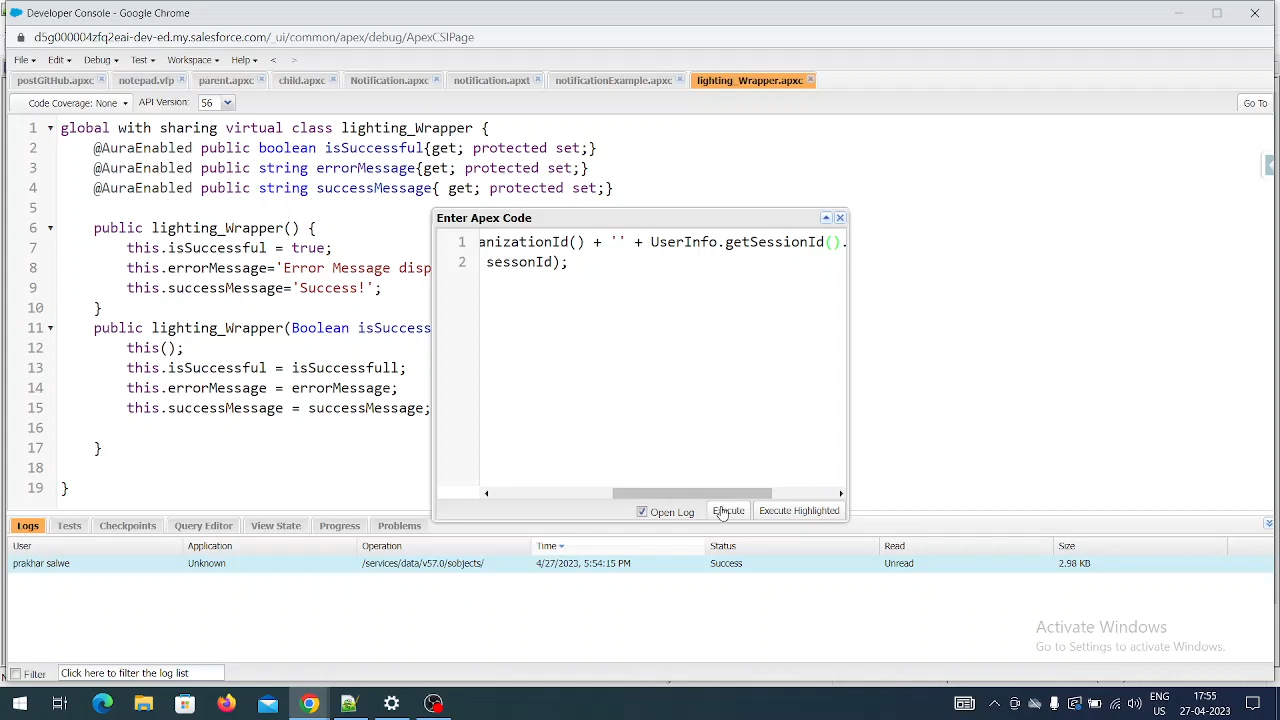 Developer Console - Google Chrome
d5g000004zfq2eai-dev-ed.my.salesforce.com/_ui/common/apex/debug/ApexCSIPage
File Edit Debug Test Workspace Help < >
postGitHub.apxc notepad.vfp parent.apxc child.apxc Notification.apxc notification.apxt notificationExample.apxc lighting_Wrapper.apxc
Code Coverage: None API Version: 56 Go To
1 global with sharing virtual class lighting_Wrapper {
2 @AuraEnabled public boolean isSuccessful{get; protected set;}
3 @AuraEnabled public string errorMessage{get; protected set;}
4 @AuraEnabled public string successMessage{ get; protected set;}
5
6 public lighting_Wrapper() {
7 this.isSuccessful = true;
8 this.errorMessage='Error Message disp
9 this.successMessage='Success!';
10 }
11 public lighting_Wrapper(Boolean isSuccess
12 this();
13 this.isSuccessful = isSuccessfull;
14 this.errorMessage = errorMessage;
15 this.successMessage = successMessage;
16
17 }
18
19 }
Enter Apex Code
1 anizationId() + '' + UserInfo.getSessionId().
2 sessonId);
Open Log Execute Execute Highlighted
Logs Tests Checkpoints Query Editor View State Progress Problems
User Application Operation Time Status Read Size
prakhar salwe Unknown /services/data/v57.0/sobjects/ 4/27/2023, 5:54:15 PM Success Unread 2.98 KB
Activate Windows
Go to Settings to activate Windows.
Filter Click here to filter the log list
ENG 17:55
US 27-04-2023